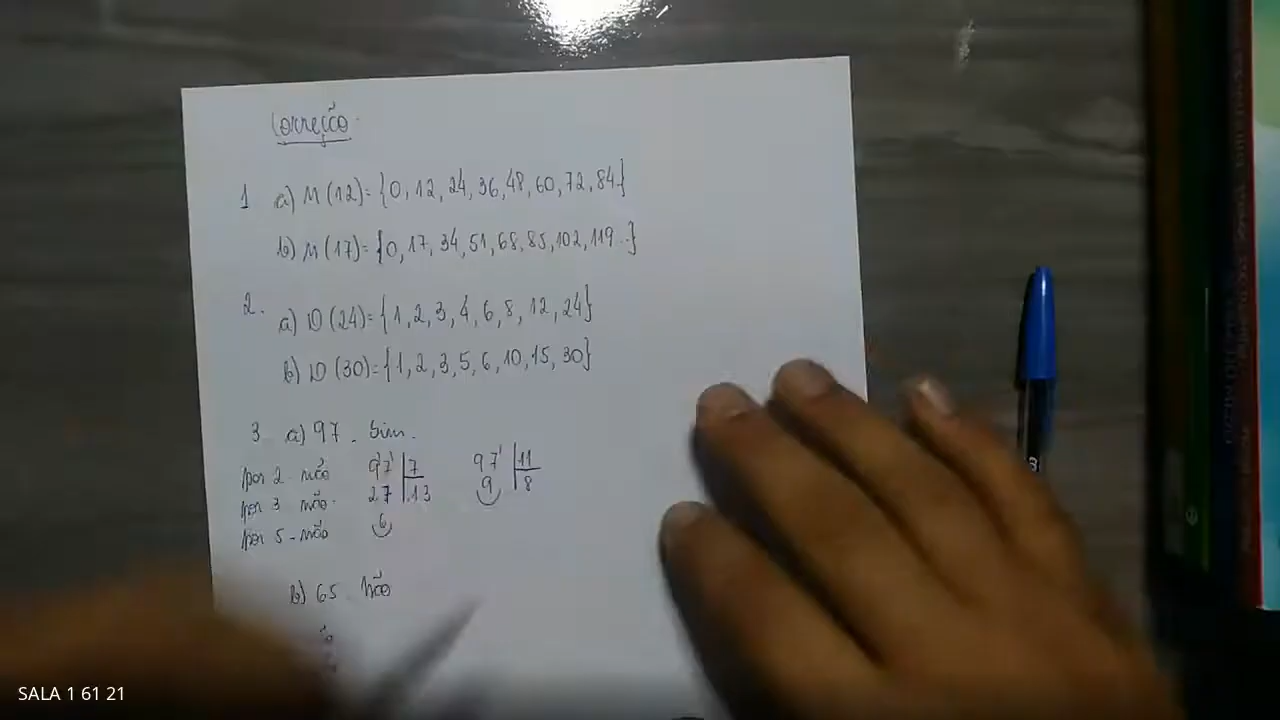 Correção
1 a) M(12)= {0, 12, 24, 36, 48, 60, 72, 84}
b) M(17)= {0, 17, 34, 51, 68, 85, 102, 119..}
2. a) D(24)= {1, 2, 3, 4, 6, 8, 12, 24}
b) D(30)= {1, 2, 3, 5, 6, 10, 15, 30}
3. a) 97 - Sim.
por 2 - não 97 | 7 97 | 11
por 3 não 27 13 9 8
por 5 - não 6
b) 65 - não
SALA 1 61 21